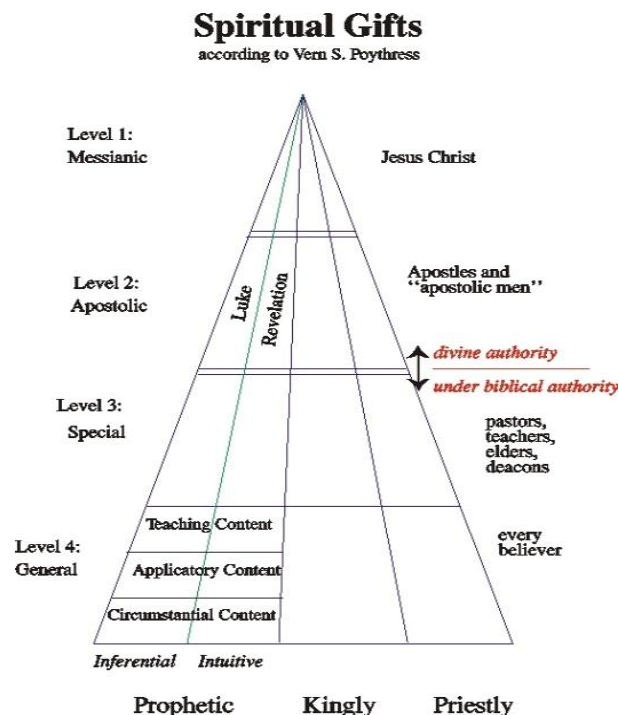 Spiritual Gifts
according to Vern S. Poythress
Level 1:
Messianic
Jesus Christ
Level 2:
Apostolic
Luke
Revelation
Apostles and
"apostolic men"
divine authority
under biblical authority
Level 3:
Special
pastors,
teachers,
elders,
deacons
Level 4:
General
Teaching Content
Applicatory Content
Circumstantial Content
every
believer
Inferential Intuitive
Prophetic Kingly Priestly